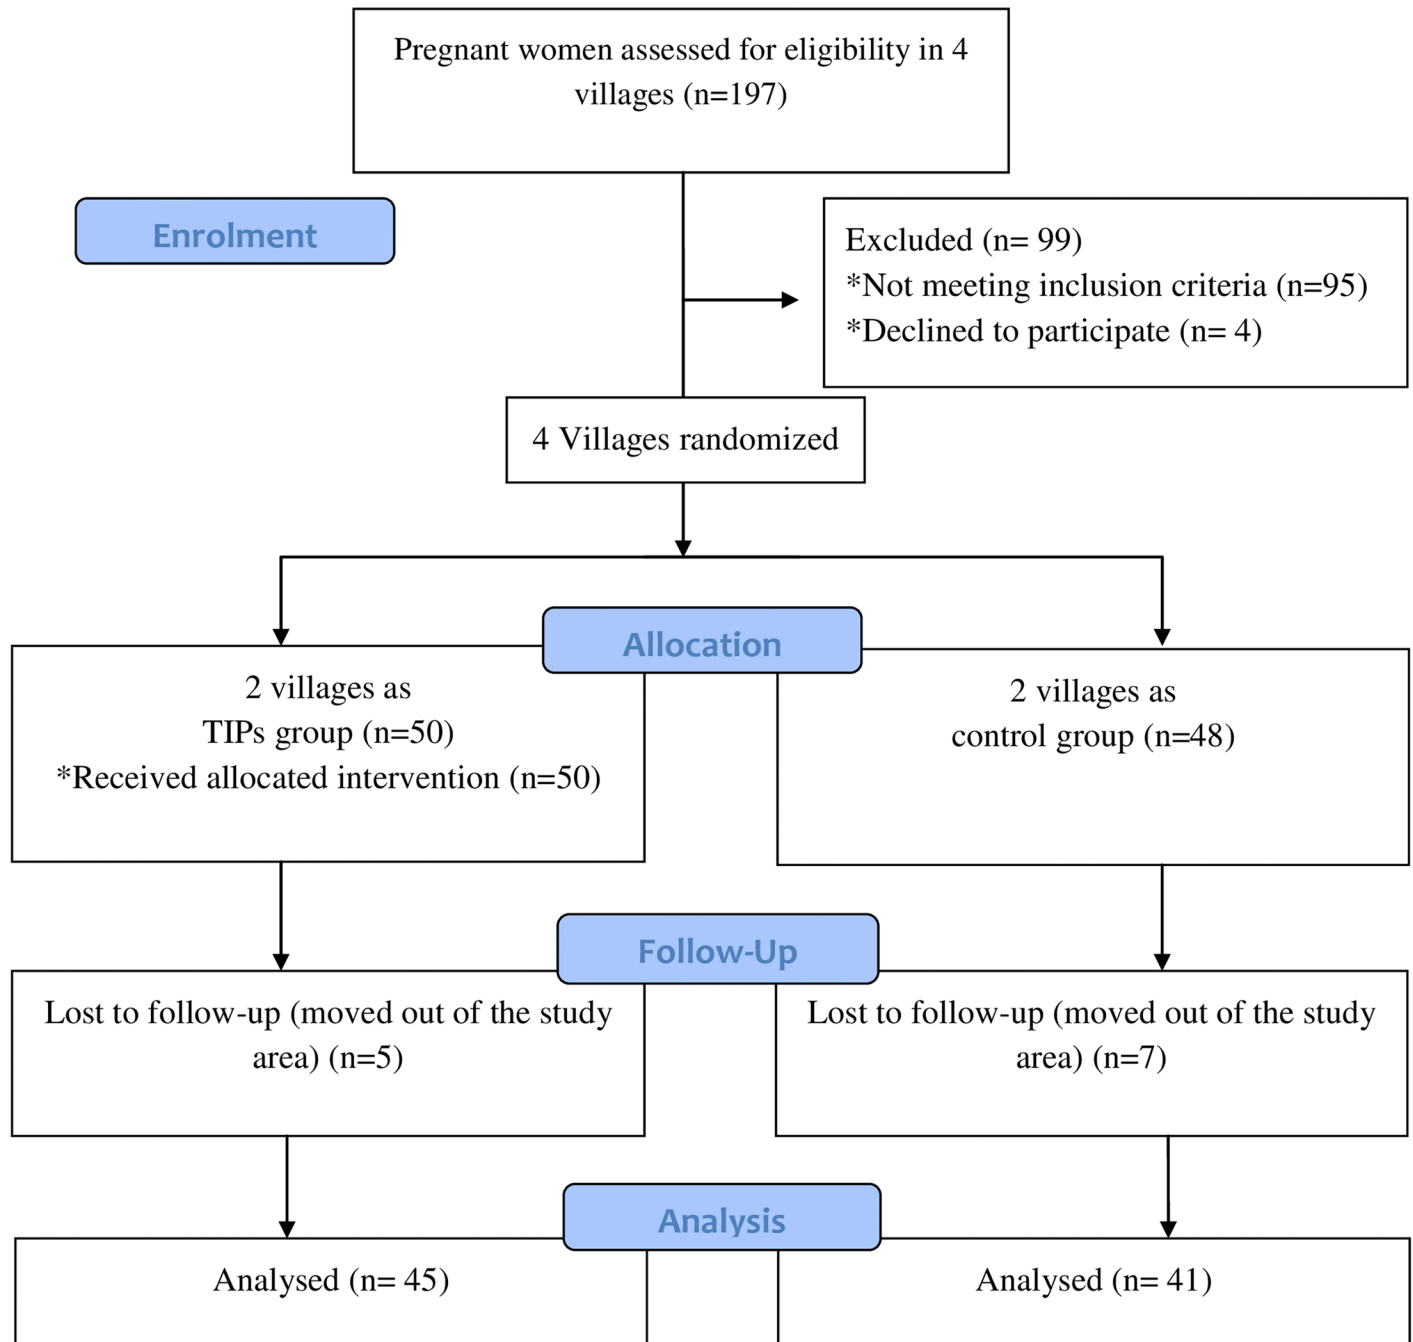 Pregnant women assessed for eligibility in 4
villages (n=197)
Enrolment
Excluded (n= 99)
*Not meeting inclusion criteria (n=95)
*Declined to participate (n= 4)
4 Villages randomized
Allocation
2 villages as
TIPs group (n=50)
*Received allocated intervention (n=50)
2 villages as
control group (n=48)
Follow-Up
Lost to follow-up (moved out of the study
area) (n=5)
Lost to follow-up (moved out of the study
area) (n=7)
Analysis
Analysed (n= 45)
Analysed (n= 41)